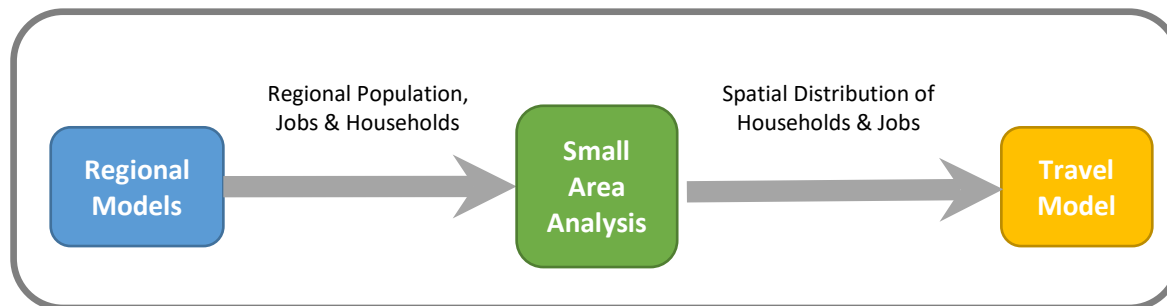 Regional Population,
Jobs & Households
Spatial Distribution of
Households & Jobs
Regional
Models
Small
Area
Analysis
Travel
Model